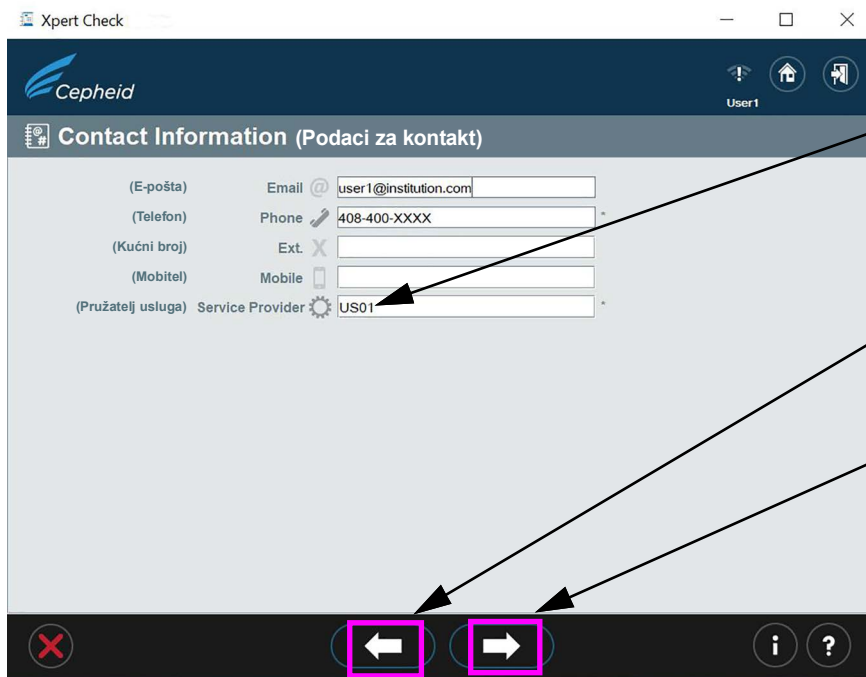 Xpert Check
Cepheid
User1
Contact Information (Podaci za kontakt)
(E-pošta) Email @ user1@institution.com
(Telefon) Phone 408-400-XXXX *
(Kućni broj) Ext. X
(Mobitel) Mobile
(Pružatelj usluga) Service Provider US01 *
i ?